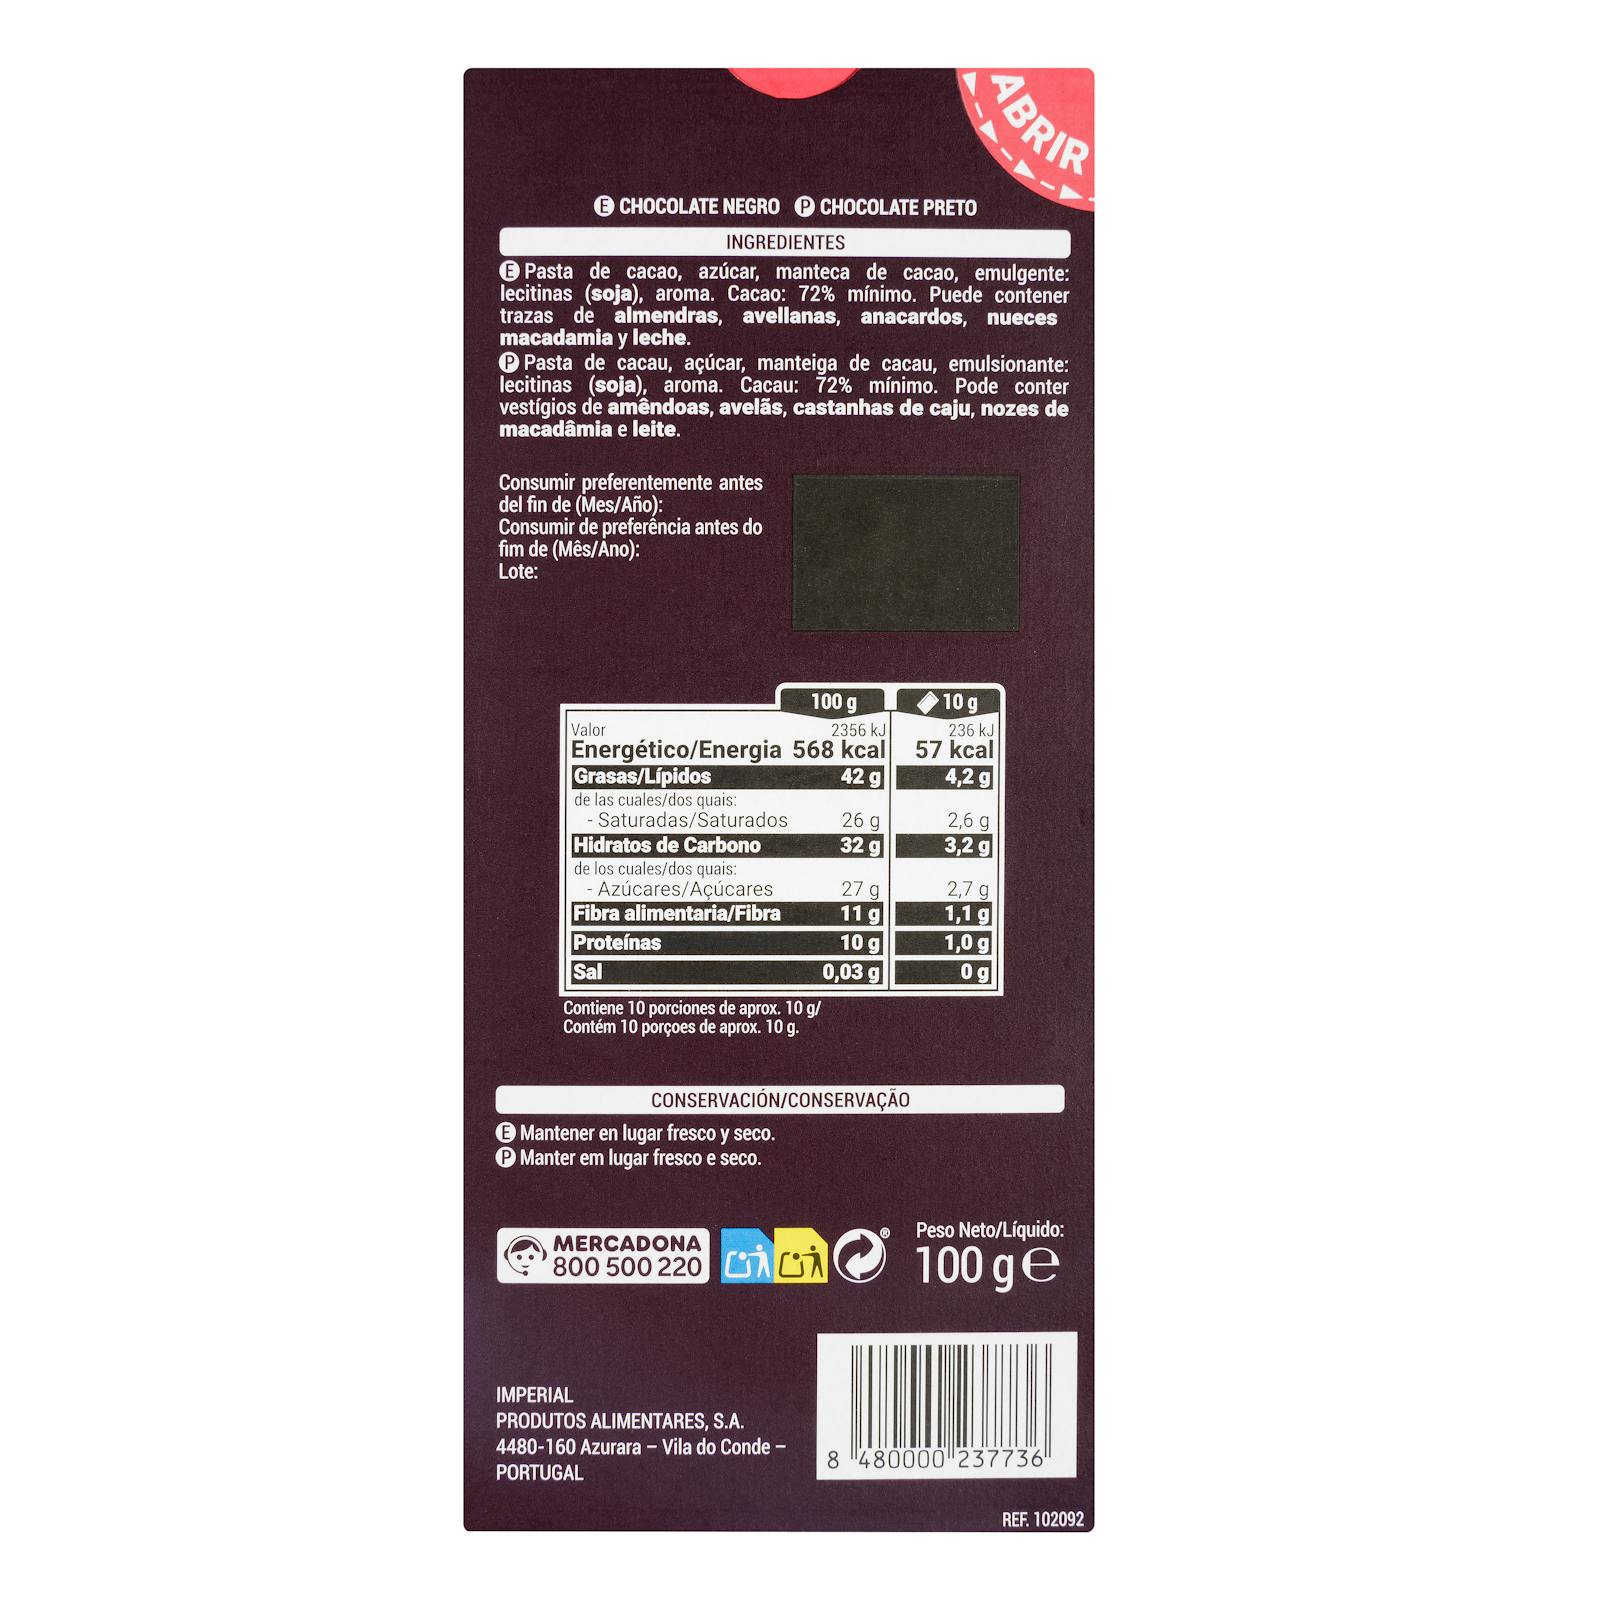 ABRIR
E CHOCOLATE NEGRO P CHOCOLATE PRETO
INGREDIENTES
E Pasta de cacao, azúcar, manteca de cacao, emulgente:
lecitinas (soja), aroma. Cacao: 72% mínimo. Puede contener
trazas de almendras, avellanas, anacardos, nueces
macadamia y leche.
P Pasta de cacau, açúcar, manteiga de cacau, emulsionante:
lecitinas (soja), aroma. Cacau: 72% mínimo. Pode conter
vestígios de amêndoas, avelãs, castanhas de caju, nozes de
macadâmia e leite.
Consumir preferentemente antes
del fin de (Mes/Año):
Consumir de preferência antes do
fim de (Mês/Ano):
Lote:
100 g 10 g
Valor 2356 kJ 236 kJ
Energético/Energia 568 kcal 57 kcal
Grasas/Lípidos 42 g 4,2 g
de las cuales/dos quais:
- Saturadas/Saturados 26 g 2,6 g
Hidratos de Carbono 32 g 3,2 g
de los cuales/dos quais:
- Azúcares/Açúcares 27 g 2,7 g
Fibra alimentaria/Fibra 11 g 1,1 g
Proteínas 10 g 1,0 g
Sal 0,03 g 0 g
Contiene 10 porciones de aprox. 10 g/
Contém 10 porçoes de aprox. 10 g.
CONSERVACIÓN/CONSERVAÇÃO
E Mantener en lugar fresco y seco.
P Manter em lugar fresco e seco.
MERCADONA
800 500 220
®
Peso Neto/Líquido:
100 g e
IMPERIAL
PRODUTOS ALIMENTARES, S.A.
4480-160 Azurara – Vila do Conde –
PORTUGAL
8 480000 237736
REF. 102092